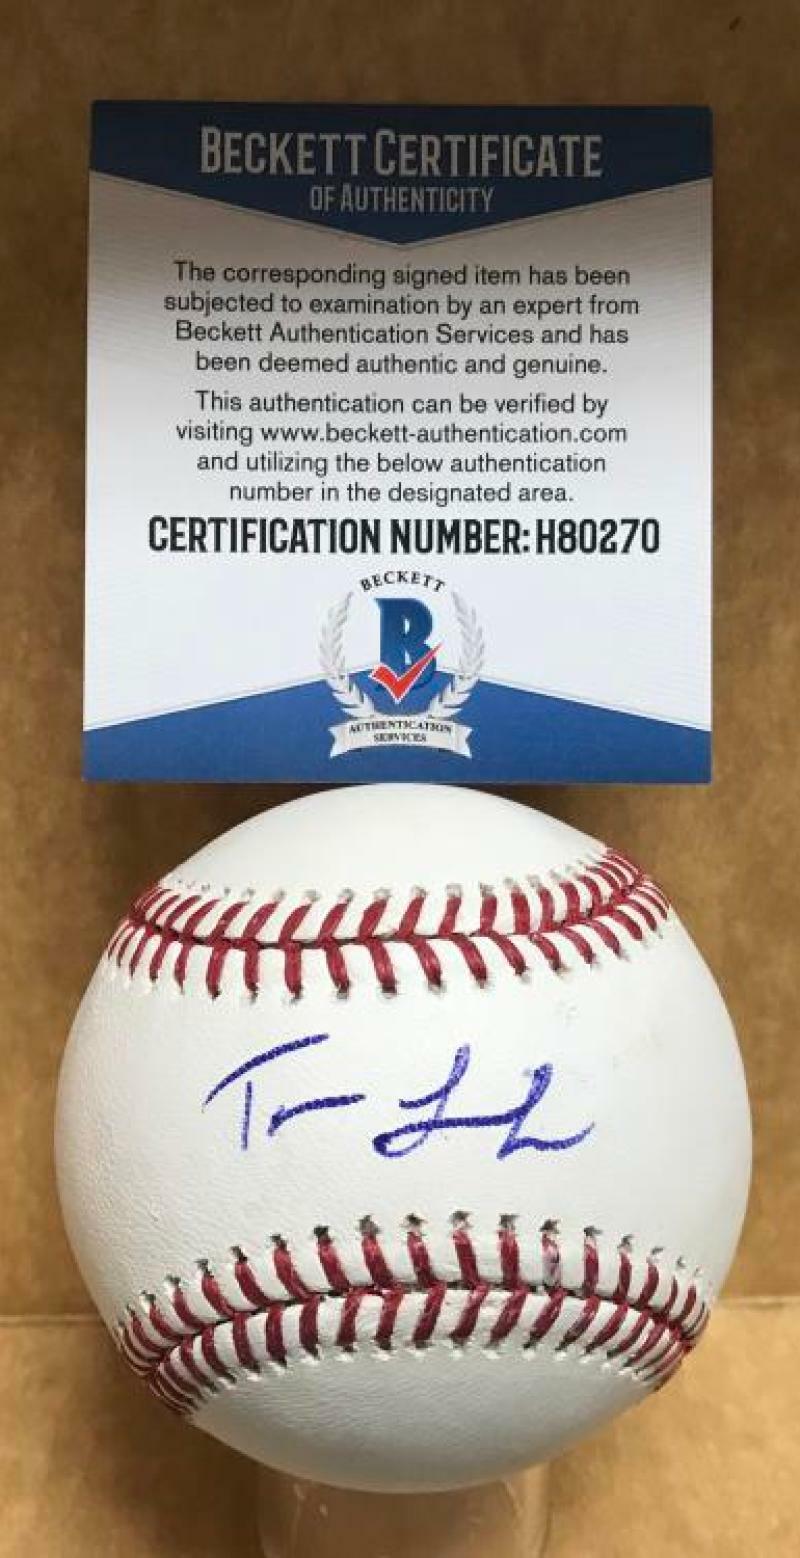 BECKETT CERTIFICATE
OF AUTHENTICITY
The corresponding signed item has been
subjected to examination by an expert from
Beckett Authentication Services and has
been deemed authentic and genuine.
This authentication can be verified by
visiting www.beckett-authentication.com
and utilizing the below authentication
number in the designated area.
CERTIFICATION NUMBER: H80270
BECKETT
B
AUTHENTICATION
SERVICES